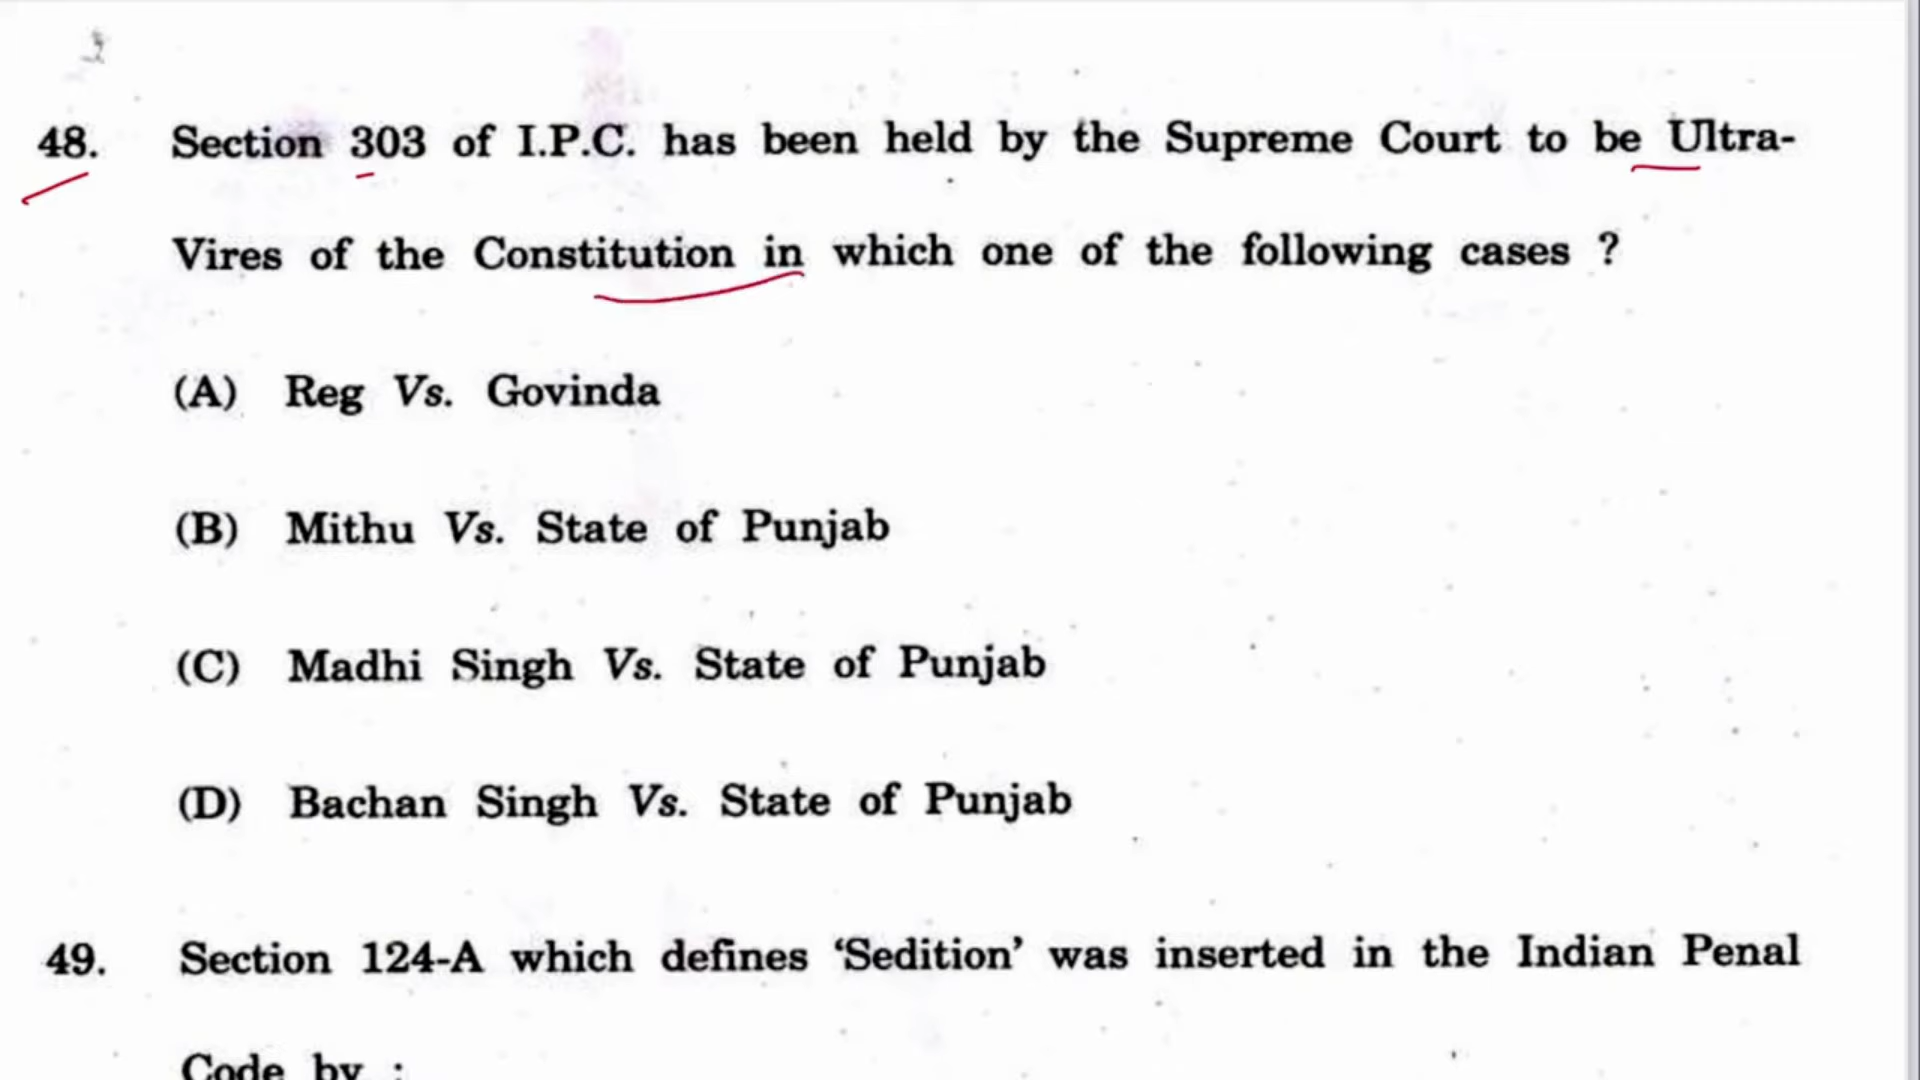 48. Section 303 of I.P.C. has been held by the Supreme Court to be Ultra-
Vires of the Constitution in which one of the following cases ?
(A) Reg Vs. Govinda
(B) Mithu Vs. State of Punjab
(C) Madhi Singh Vs. State of Punjab
(D) Bachan Singh Vs. State of Punjab
49. Section 124-A which defines ‘Sedition’ was inserted in the Indian Penal
Code by :